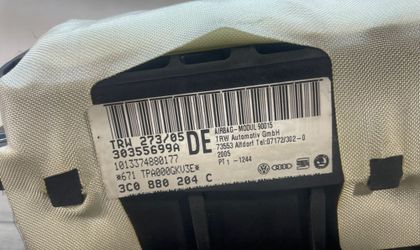 TRW 273/05
30355699A
DE
AIRBAG-MODUL 90015
TRW Automotiv GmbH
73553 Alfdorf Tel:07172/302-0
2005
PT 1 -1244
1013374880177
*671 TPA000GKV3E*
3C0 880 204 C